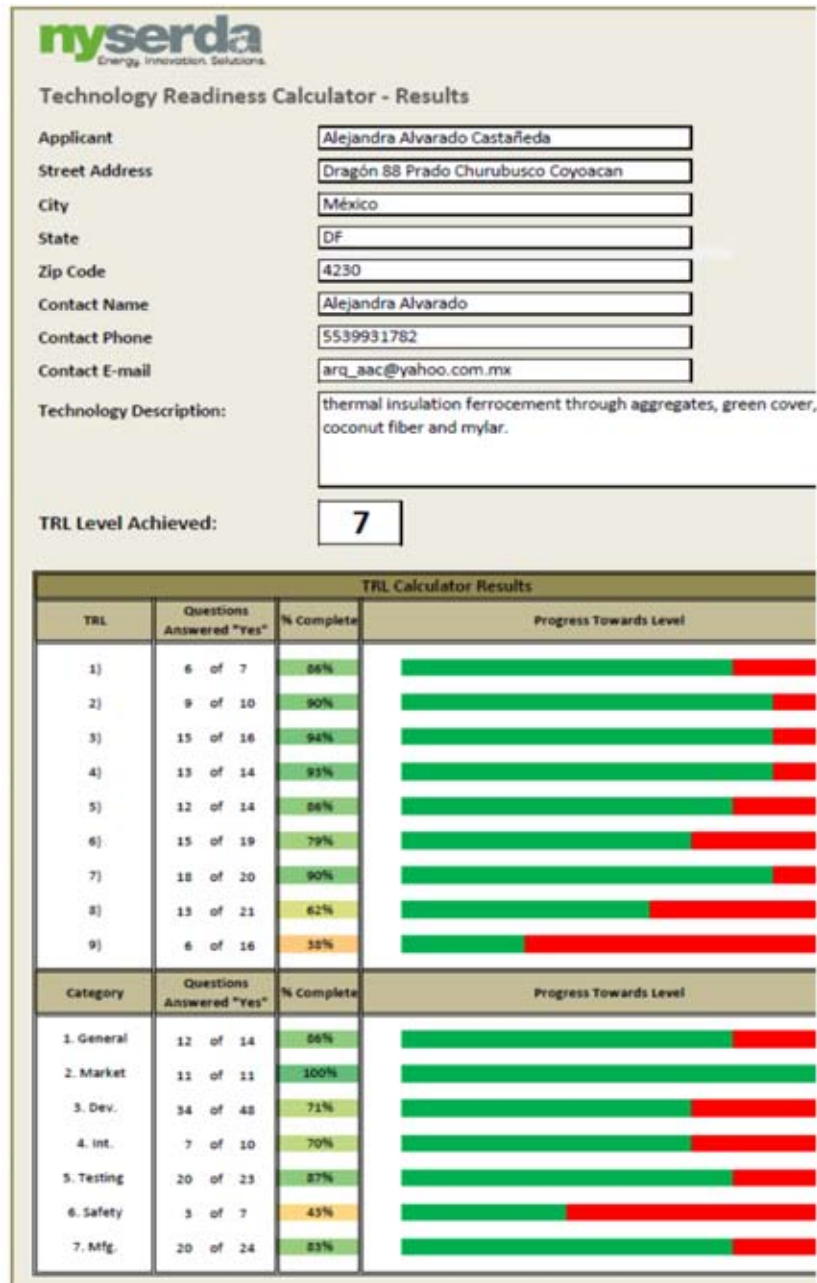 nyserda
Energy. Innovation. Solutions.
Technology Readiness Calculator - Results
Applicant Alejandra Alvarado Castañeda
Street Address Dragón 88 Prado Churubusco Coyoacan
City México
State DF
Zip Code 4230
Contact Name Alejandra Alvarado
Contact Phone 5539931782
Contact E-mail arq_aac@yahoo.com.mx
Technology Description: thermal insulation ferrocement through aggregates, green cover,
coconut fiber and mylar.
TRL Level Achieved: 7
TRL Calculator Results
TRL Questions Answered "Yes" % Complete Progress Towards Level
1) 6 of 7 86%
2) 9 of 10 90%
3) 15 of 16 94%
4) 13 of 14 93%
5) 12 of 14 86%
6) 15 of 19 79%
7) 18 of 20 90%
8) 13 of 21 62%
9) 6 of 16 38%
Category Questions Answered "Yes" % Complete Progress Towards Level
1. General 12 of 14 86%
2. Market 11 of 11 100%
3. Dev. 34 of 48 71%
4. Int. 7 of 10 70%
5. Testing 20 of 23 87%
6. Safety 3 of 7 43%
7. Mfg. 20 of 24 83%